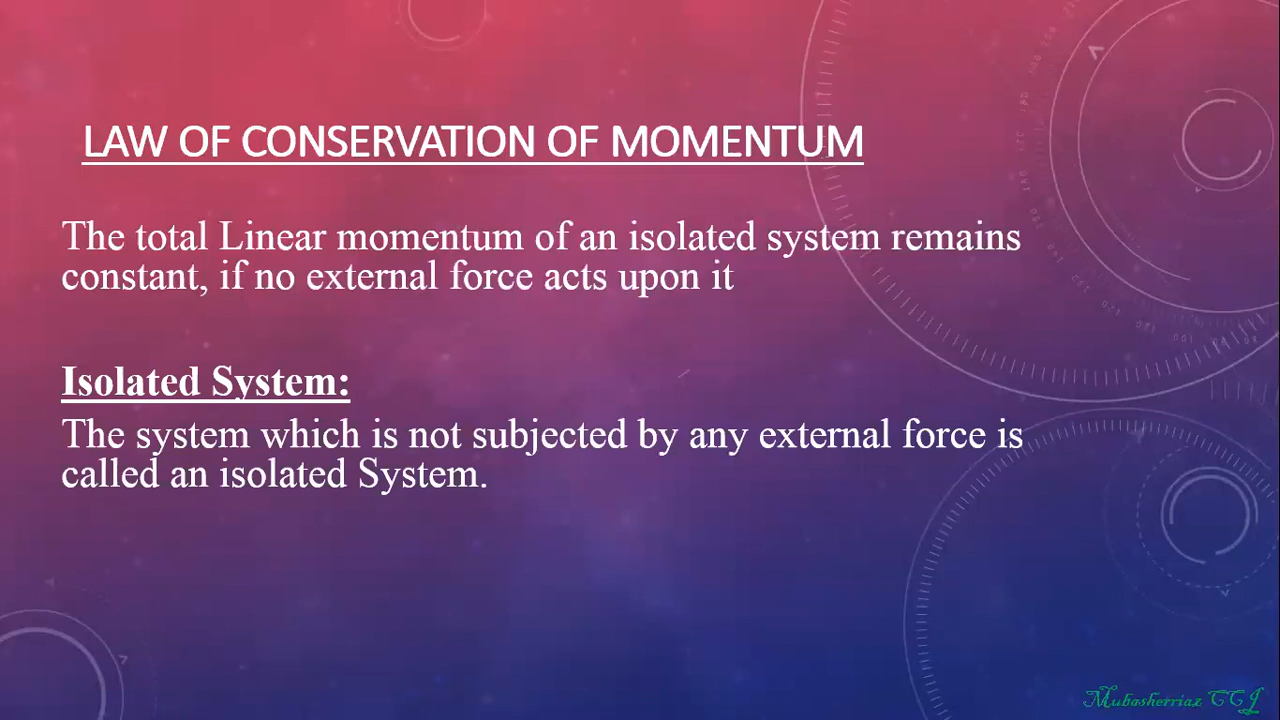 LAW OF CONSERVATION OF MOMENTUM
The total Linear momentum of an isolated system remains
constant, if no external force acts upon it
Isolated System:
The system which is not subjected by any external force is
called an isolated System.
Mubasherriaz CCJ